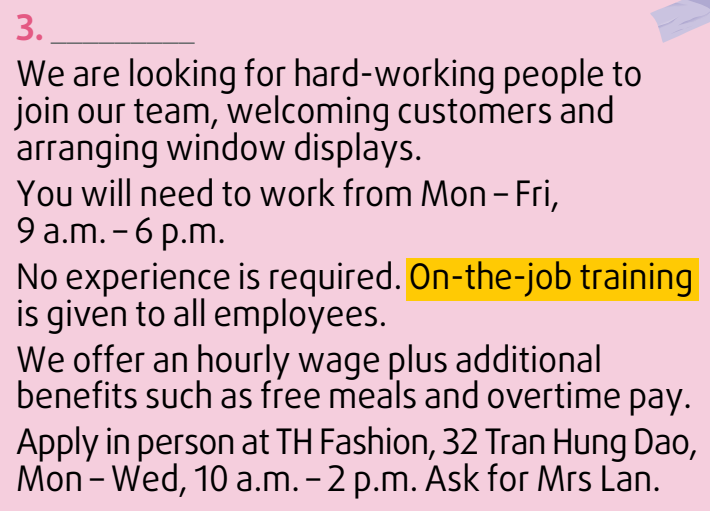 3. _________
We are looking for hard-working people to
join our team, welcoming customers and
arranging window displays.
You will need to work from Mon – Fri,
9 a.m. – 6 p.m.
No experience is required. On-the-job training
is given to all employees.
We offer an hourly wage plus additional
benefits such as free meals and overtime pay.
Apply in person at TH Fashion, 32 Tran Hung Dao,
Mon – Wed, 10 a.m. – 2 p.m. Ask for Mrs Lan.